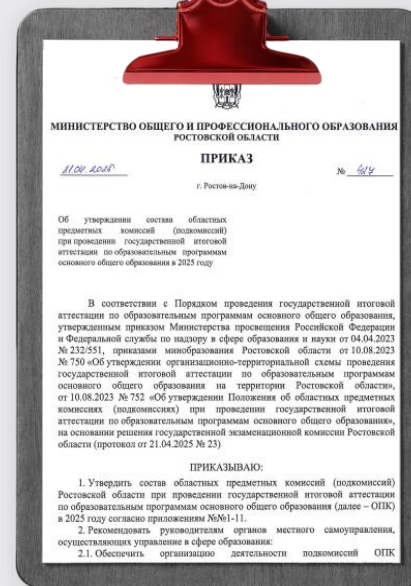 МИНИСТЕРСТВО ОБЩЕГО И ПРОФЕССИОНАЛЬНОГО ОБРАЗОВАНИЯ
РОСТОВСКОЙ ОБЛАСТИ
ПРИКАЗ
№
г. Ростов-на-Дону
Об утверждении состава областных
предметных комиссий (подкомиссий)
при проведении государственной итоговой
аттестации по образовательным программам
основного общего образования в 2025 году
В соответствии с Порядком проведения государственной итоговой
аттестации по образовательным программам основного общего образования,
утвержденным приказом Министерства просвещения Российской Федерации
и Федеральной службы по надзору в сфере образования и науки от 04.04.2023
№ 232/551, приказами минобразования Ростовской области от 10.08.2023
№ 750 «Об утверждении организационно-территориальной схемы проведения
государственной итоговой аттестации по образовательным программам
основного общего образования на территории Ростовской области»,
от 10.08.2023 № 752 «Об утверждении Положения об областных предметных
комиссиях (подкомиссиях) при проведении государственной итоговой
аттестации по образовательным программам основного общего образования»,
на основании решения государственной экзаменационной комиссии Ростовской
области (протокол от 21.04.2025 № 23)
ПРИКАЗЫВАЮ:
1. Утвердить состав областных предметных комиссий (подкомиссий)
Ростовской области при проведении государственной итоговой аттестации
по образовательным программам основного общего образования (далее – ОПК)
в 2025 году согласно приложениям №№1-11.
2. Рекомендовать руководителям органов местного самоуправления,
осуществляющих управление в сфере образования:
2.1. Обеспечить организацию деятельности подкомиссий ОПК